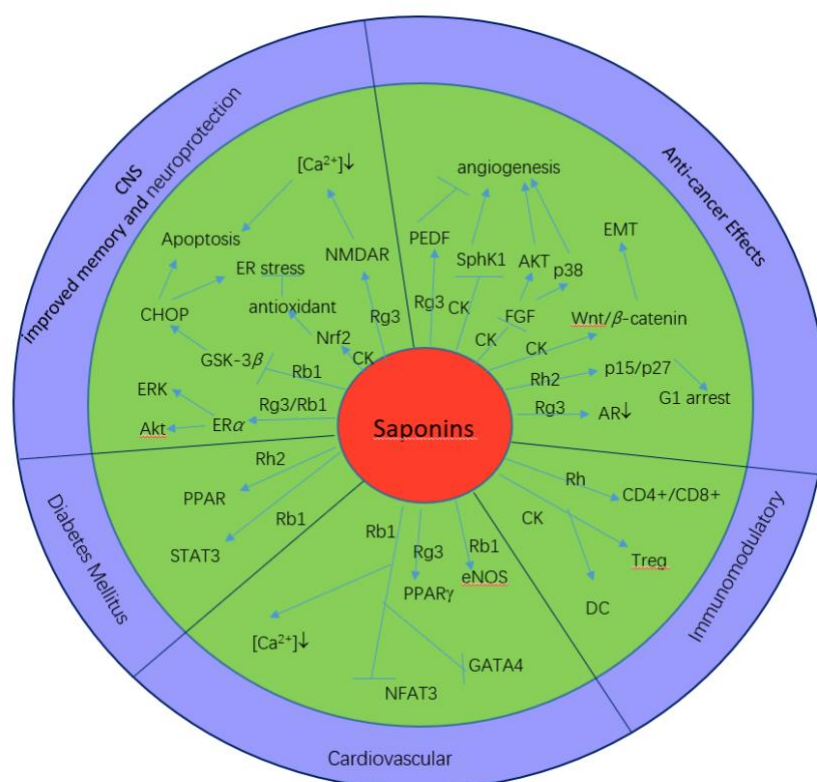 CNS
improved memory and neuroprotection
[Ca²⁺]↓
Apoptosis
NMDAR
ER stress
antioxidant
CHOP
Nrf2
Rg3
CK
GSK-3β
Rb1
ERK
Rg3/Rb1
Akt
ERα
Anti-cancer Effects
angiogenesis
EMT
PEDF
SphK1
AKT
p38
Rg3
CK
FGF
Wnt/β-catenin
CK
CK
Rh2
p15/p27
G1 arrest
Rg3
AR↓
Saponins
Diabetes Mellitus
Rh2
PPAR
Rb1
STAT3
Cardiovascular
Rb1
Rg3
Rb1
eNOS
PPARγ
[Ca²⁺]↓
GATA4
NFAT3
Immunomodulatory
Rh
CD4+/CD8+
CK
Treg
DC